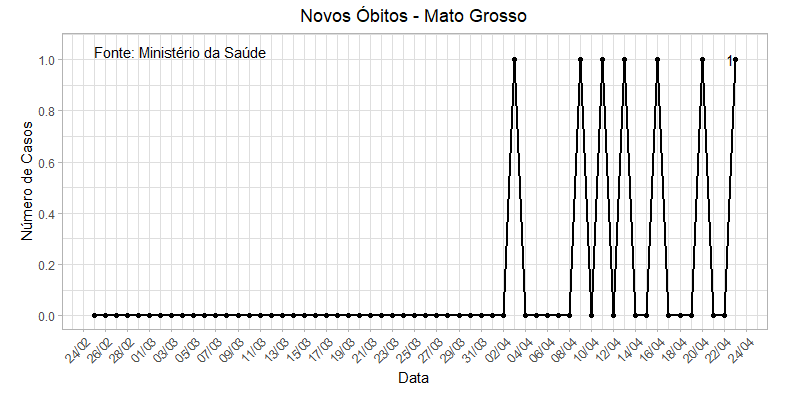 Novos Óbitos - Mato Grosso
Fonte: Ministério da Saúde
1
Número de Casos
1.0
0.8
0.6
0.4
0.2
0.0
24/02 26/02 28/02 01/03 03/03 05/03 07/03 09/03 11/03 13/03 15/03 17/03 19/03 21/03 23/03 25/03 27/03 29/03 31/03 02/04 04/04 06/04 08/04 10/04 12/04 14/04 16/04 18/04 20/04 22/04 24/04
Data